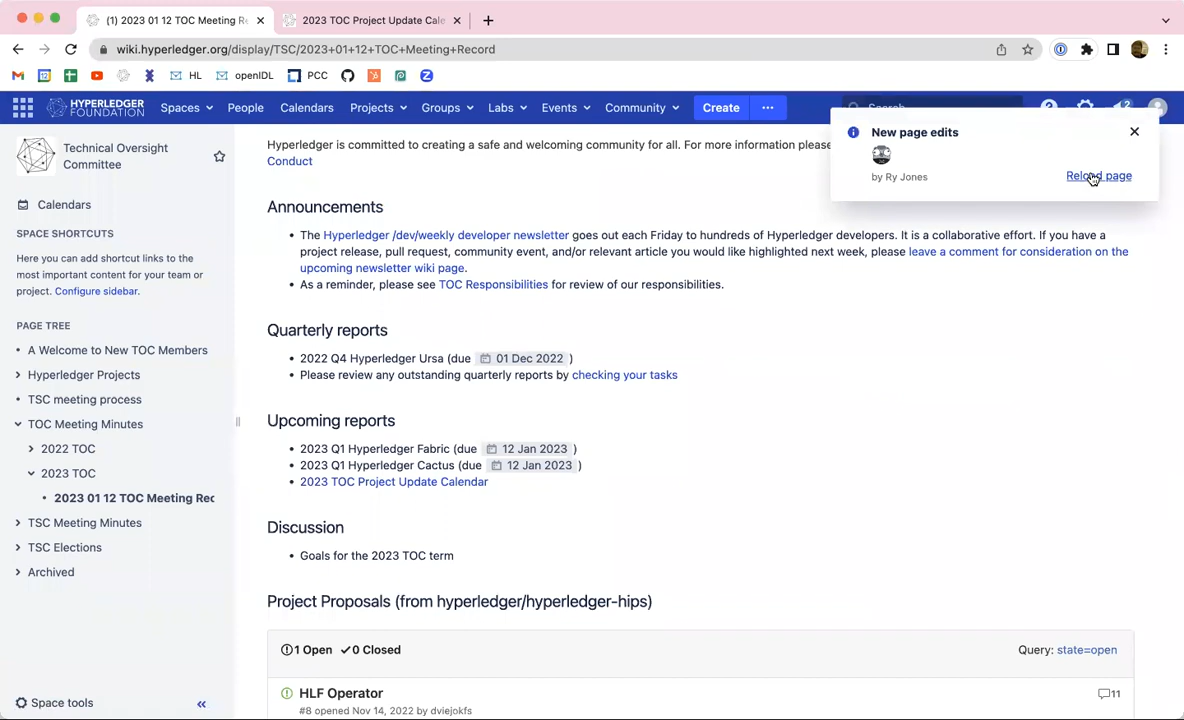 (1) 2023 01 12 TOC Meeting Re
2023 TOC Project Update Cale
wiki.hyperledger.org/display/TSC/2023+01+12+TOC+Meeting+Record
HL
openIDL
PCC
HYPERLEDGER
FOUNDATION
Spaces
People
Calendars
Projects
Groups
Labs
Events
Community
Create
Search
2
Technical Oversight
Committee
Calendars
SPACE SHORTCUTS
Here you can add shortcut links to the
most important content for your team or
project. Configure sidebar.
PAGE TREE
A Welcome to New TOC Members
Hyperledger Projects
TSC meeting process
TOC Meeting Minutes
2022 TOC
2023 TOC
2023 01 12 TOC Meeting Rec
TSC Meeting Minutes
TSC Elections
Archived
Space tools
Hyperledger is committed to creating a safe and welcoming community for all. For more information please
Conduct
New page edits
by Ry Jones
Reload page
Announcements
• The Hyperledger /dev/weekly developer newsletter goes out each Friday to hundreds of Hyperledger developers. It is a collaborative effort. If you have a
project release, pull request, community event, and/or relevant article you would like highlighted next week, please leave a comment for consideration on the
upcoming newsletter wiki page.
• As a reminder, please see TOC Responsibilities for review of our responsibilities.
Quarterly reports
• 2022 Q4 Hyperledger Ursa (due 01 Dec 2022 )
• Please review any outstanding quarterly reports by checking your tasks
Upcoming reports
• 2023 Q1 Hyperledger Fabric (due 12 Jan 2023 )
• 2023 Q1 Hyperledger Cactus (due 12 Jan 2023 )
• 2023 TOC Project Update Calendar
Discussion
• Goals for the 2023 TOC term
Project Proposals (from hyperledger/hyperledger-hips)
1 Open ✓0 Closed
Query: state=open
HLF Operator
11
#8 opened Nov 14, 2022 by dviejokfs